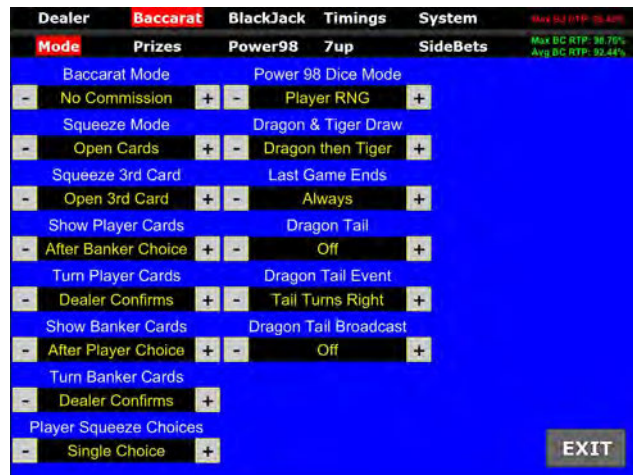 Dealer Baccarat BlackJack Timings System
Mode Prizes Power98 7up SideBets
Max BC RTP: 98.76%
Avg BC RTP: 92.44%
Baccarat Mode Power 98 Dice Mode
- No Commission + - Player RNG +
Squeeze Mode Dragon & Tiger Draw
- Open Cards + - Dragon then Tiger +
Squeeze 3rd Card Last Game Ends
- Open 3rd Card + - Always +
Show Player Cards Dragon Tail
- After Banker Choice + - Off +
Turn Player Cards Dragon Tail Event
- Dealer Confirms + - Tail Turns Right +
Show Banker Cards Dragon Tail Broadcast
- After Player Choice + - Off +
Turn Banker Cards
- Dealer Confirms +
Player Squeeze Choices
- Single Choice +
EXIT